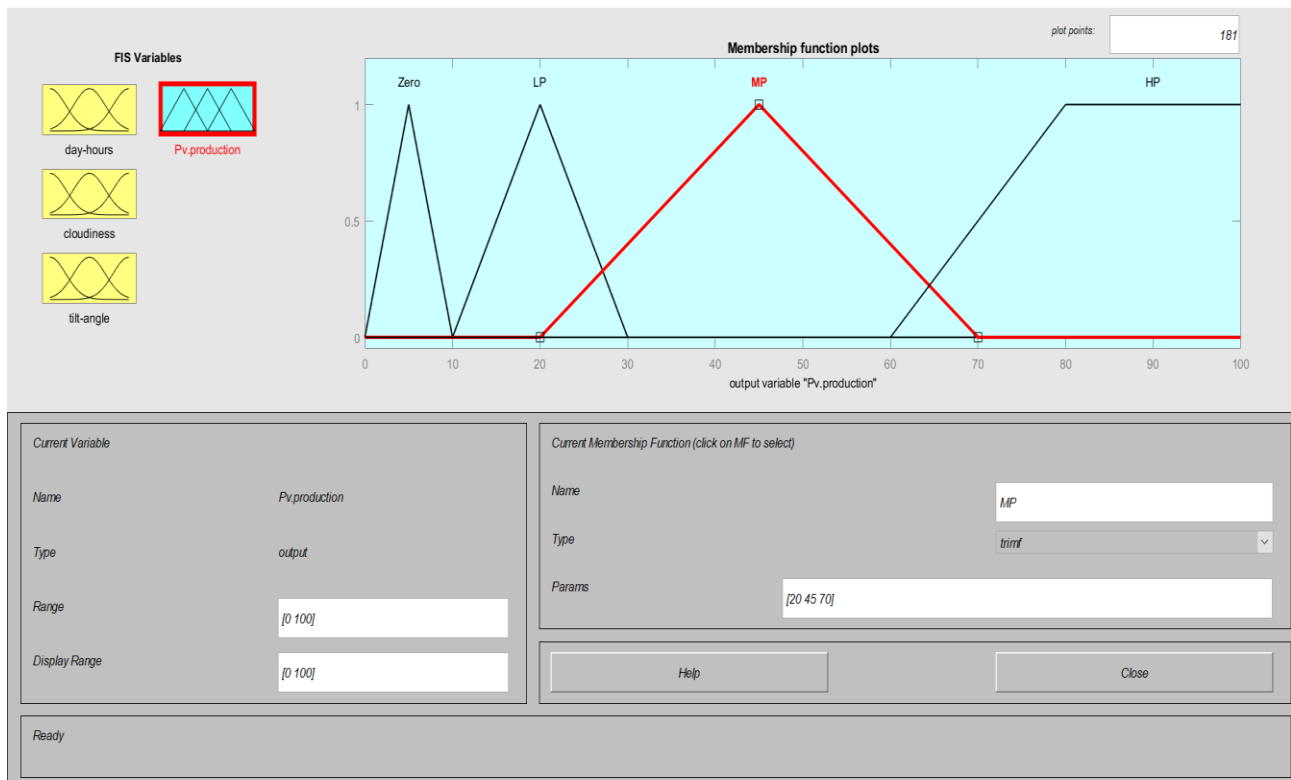 plot points:
181
FIS Variables
Membership function plots
day-hours
Pv.production
cloudiness
tilt-angle
Zero LP MP HP
1
0.5
0
0 10 20 30 40 50 60 70 80 90 100
output variable "Pv.production"
Current Variable
Name Pv.production
Type output
Range [0 100]
Display Range [0 100]
Current Membership Function (click on MF to select)
Name MP
Type trimf
Params [20 45 70]
Help Close
Ready